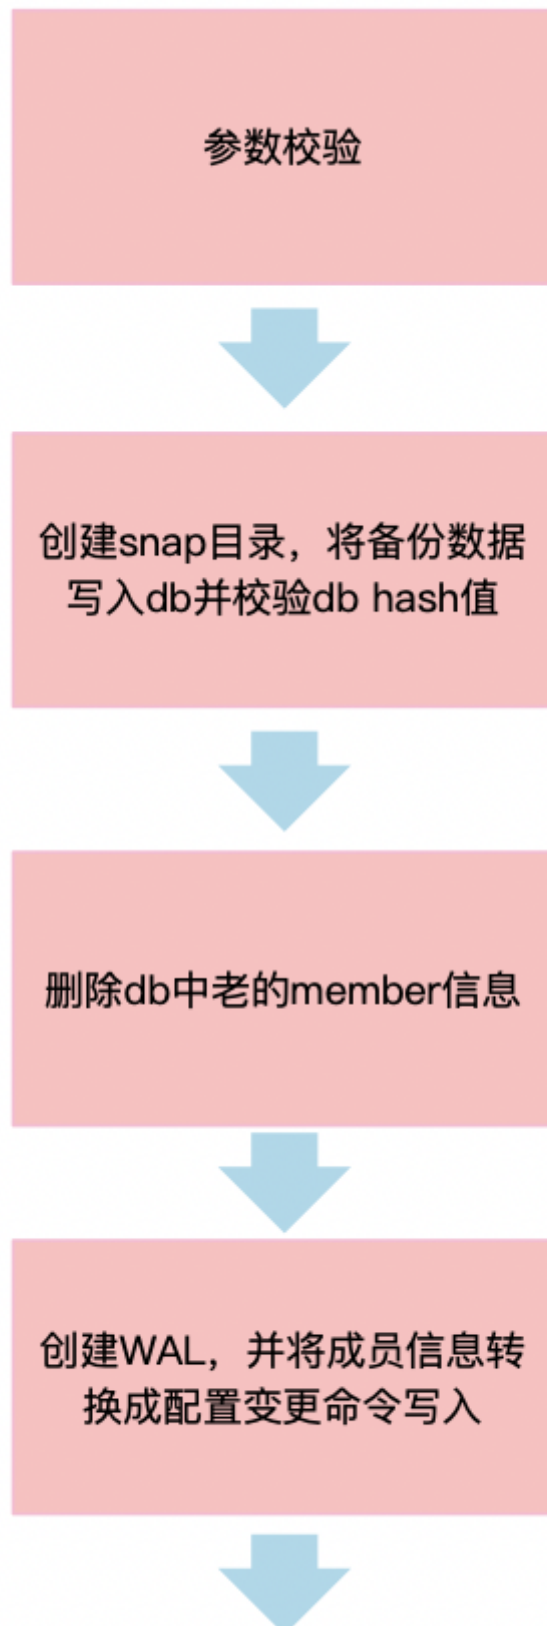 参数校验
创建snap目录，将备份数据
写入db并校验db hash值
删除db中老的member信息
创建WAL，并将成员信息转
换成配置变更命令写入